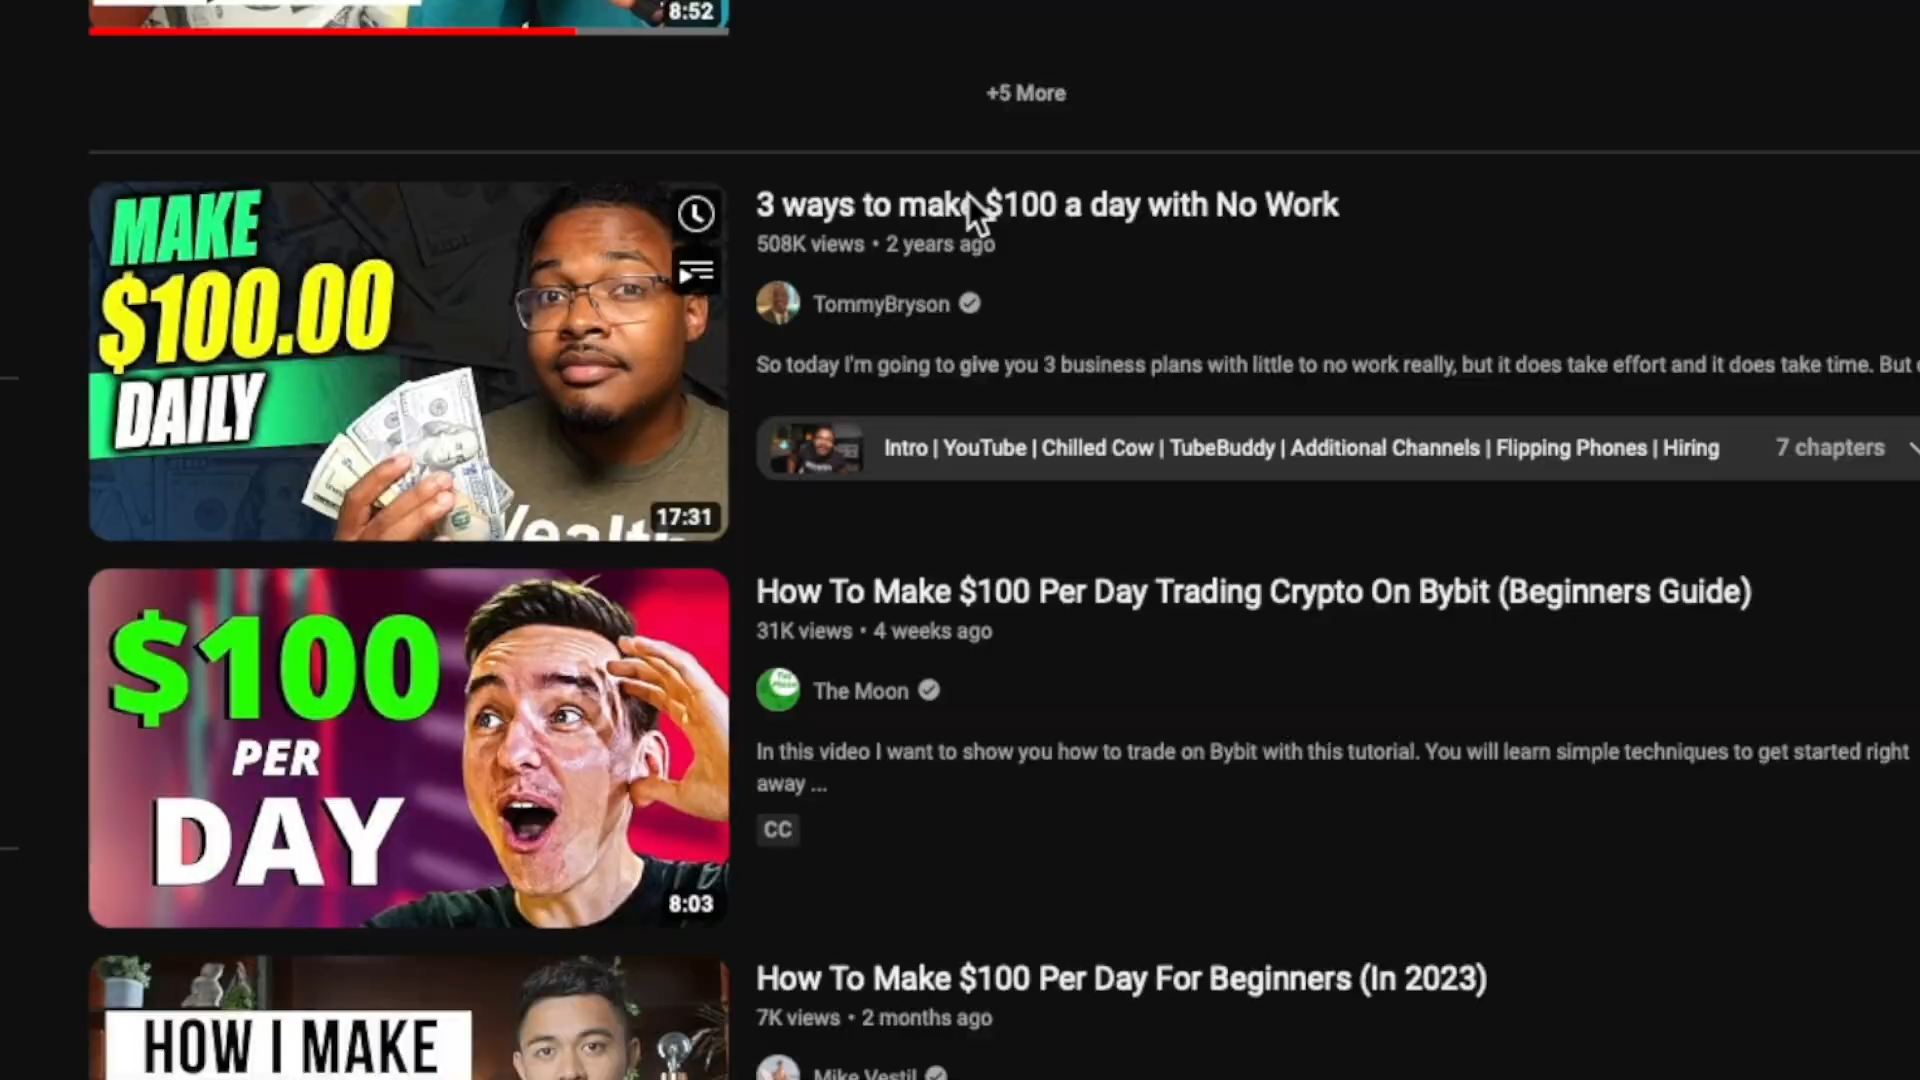 8:52
+5 More
MAKE
$100.00
DAILY
17:31
3 ways to make $100 a day with No Work
508K views • 2 years ago
TommyBryson
So today I'm going to give you 3 business plans with little to no work really, but it does take effort and it does take time. But
Intro | YouTube | Chilled Cow | TubeBuddy | Additional Channels | Flipping Phones | Hiring
7 chapters
$100
PER
DAY
8:03
How To Make $100 Per Day Trading Crypto On Bybit (Beginners Guide)
31K views • 4 weeks ago
The Moon
In this video I want to show you how to trade on Bybit with this tutorial. You will learn simple techniques to get started right
away ...
CC
HOW I MAKE
How To Make $100 Per Day For Beginners (In 2023)
7K views • 2 months ago
Mike Vestil